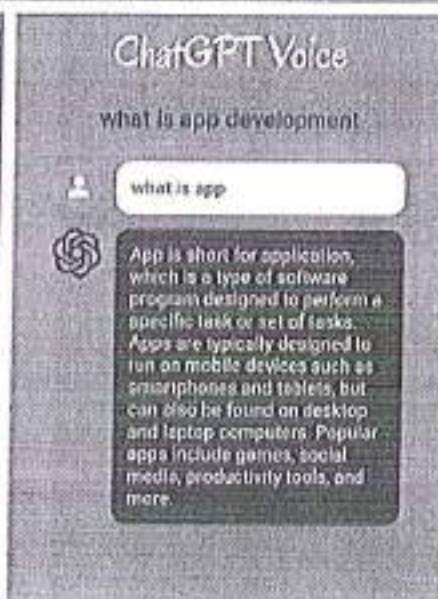 ChatGPT Voice
what is app development
what is app
App is short for application,
which is a type of software
program designed to perform a
specific task or set of tasks.
Apps are typically designed to
run on mobile devices such as
smartphones and tablets, but
can also be found on desktop
and laptop computers. Popular
apps include games, social
media, productivity tools, and
more.